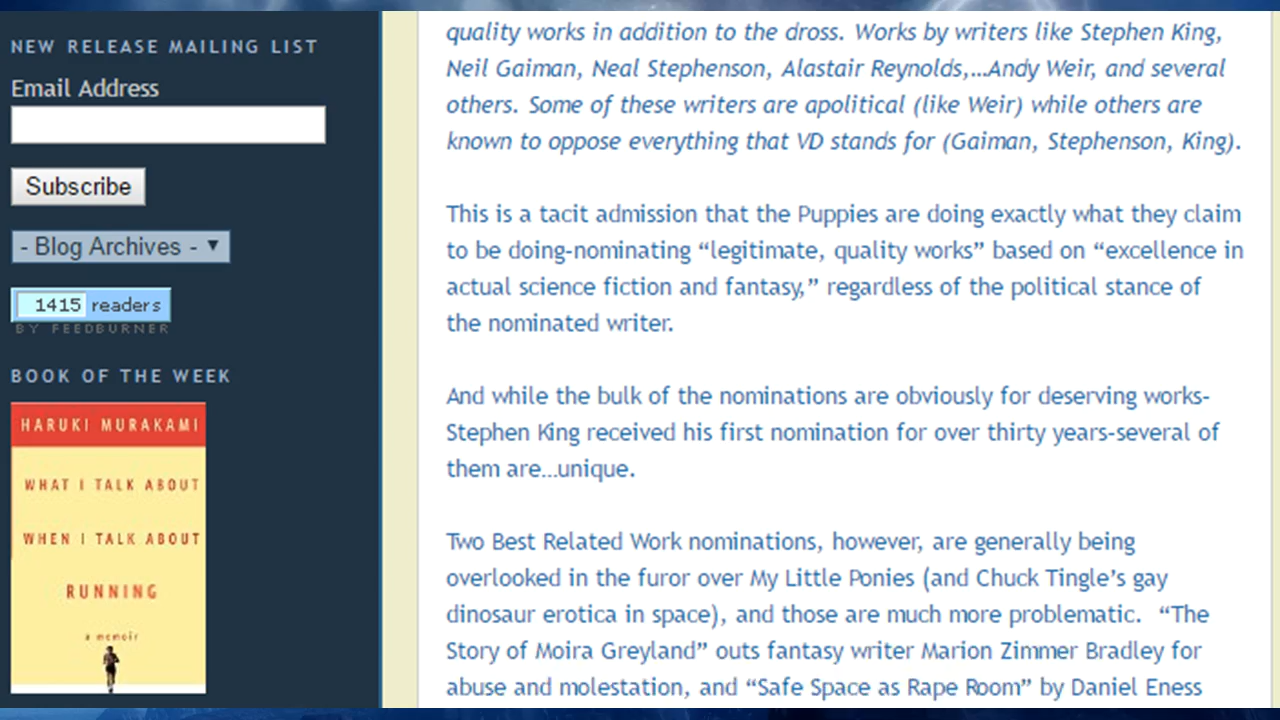 NEW RELEASE MAILING LIST
Email Address
Subscribe
- Blog Archives - ▼
1415 readers
BY FEEDBURNER
BOOK OF THE WEEK
HARUKI MURAKAMI
WHAT I TALK ABOUT
WHEN I TALK ABOUT
RUNNING
a memoir
quality works in addition to the dross. Works by writers like Stephen King,
Neil Gaiman, Neal Stephenson, Alastair Reynolds,…Andy Weir, and several
others. Some of these writers are apolitical (like Weir) while others are
known to oppose everything that VD stands for (Gaiman, Stephenson, King).
This is a tacit admission that the Puppies are doing exactly what they claim
to be doing-nominating “legitimate, quality works” based on “excellence in
actual science fiction and fantasy,” regardless of the political stance of
the nominated writer.
And while the bulk of the nominations are obviously for deserving works-
Stephen King received his first nomination for over thirty years-several of
them are…unique.
Two Best Related Work nominations, however, are generally being
overlooked in the furor over My Little Ponies (and Chuck Tingle’s gay
dinosaur erotica in space), and those are much more problematic.  “The
Story of Moira Greyland” outs fantasy writer Marion Zimmer Bradley for
abuse and molestation, and “Safe Space as Rape Room” by Daniel Eness